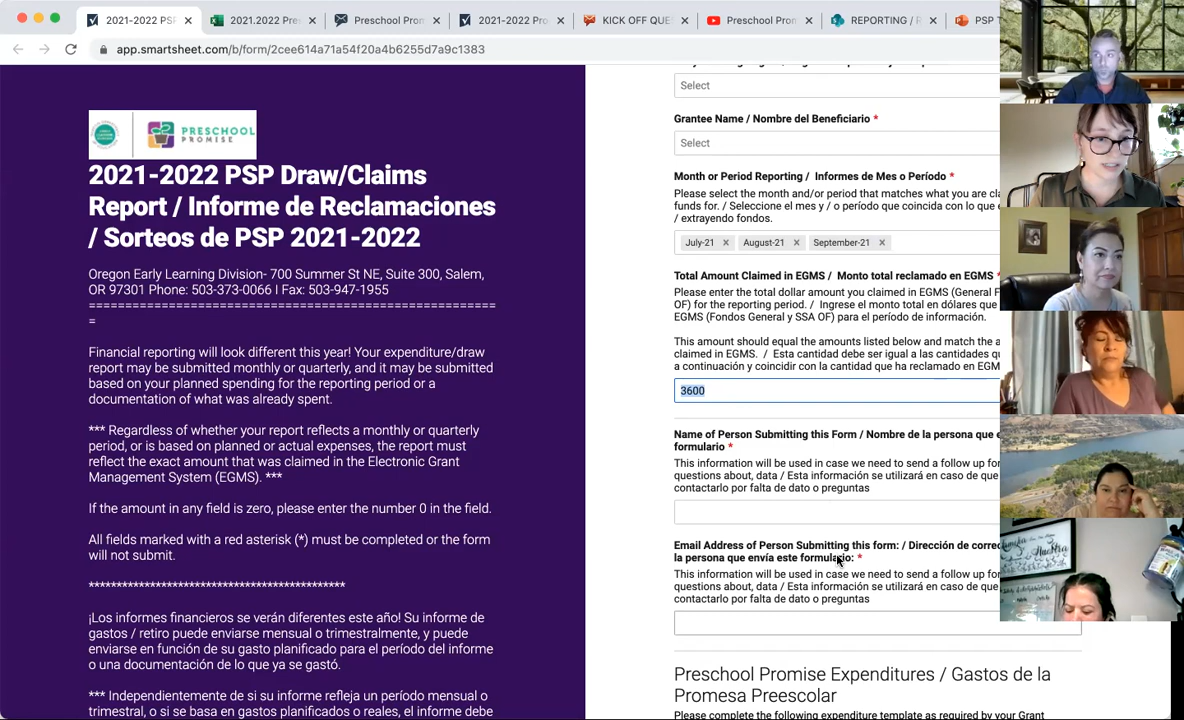 2021-2022 PSP
2021.2022 Pres
Preschool Prom
2021-2022 Pro
KICK OFF QUE
Preschool Prom
REPORTING / R
PSP T
app.smartsheet.com/b/form/2cee614a71a54f20a4b6255d7a9c1383
PRESCHOOL
PROMISE
2021-2022 PSP Draw/Claims
Report / Informe de Reclamaciones
/ Sorteos de PSP 2021-2022
Oregon Early Learning Division- 700 Summer St NE, Suite 300, Salem,
OR 97301 Phone: 503-373-0066 I Fax: 503-947-1955
==========================================================
=
Financial reporting will look different this year! Your expenditure/draw
report may be submitted monthly or quarterly, and it may be submitted
based on your planned spending for the reporting period or a
documentation of what was already spent.
*** Regardless of whether your report reflects a monthly or quarterly
period, or is based on planned or actual expenses, the report must
reflect the exact amount that was claimed in the Electronic Grant
Management System (EGMS). ***
If the amount in any field is zero, please enter the number 0 in the field.
All fields marked with a red asterisk (*) must be completed or the form
will not submit.
**********************************************
¡Los informes financieros se verán diferentes este año! Su informe de
gastos / retiro puede enviarse mensual o trimestralmente, y puede
enviarse en función de su gasto planificado para el período del informe
o una documentación de lo que ya se gastó.
*** Independientemente de si su informe refleja un período mensual o
trimestral, o si se basa en gastos planificados o reales, el informe debe
Select
Grantee Name / Nombre del Beneficiario *
Select
Month or Period Reporting / Informes de Mes o Período *
Please select the month and/or period that matches what you are cla
funds for. / Seleccione el mes y / o período que coincida con lo que e
/ extrayendo fondos.
July-21 August-21 September-21
Total Amount Claimed in EGMS / Monto total reclamado en EGMS *
Please enter the total dollar amount you claimed in EGMS (General F
OF) for the reporting period. / Ingrese el monto total en dólares que
EGMS (Fondos General y SSA OF) para el período de información.
This amount should equal the amounts listed below and match the a
claimed in EGMS. / Esta cantidad debe ser igual a las cantidades qu
a continuación y coincidir con la cantidad que ha reclamado en EGM
3600
Name of Person Submitting this Form / Nombre de la persona que e
formulario *
This information will be used in case we need to send a follow up for
questions about, data / Esta información se utilizará en caso de que
contactarlo por falta de dato o preguntas
Email Address of Person Submitting this form: / Dirección de correo
la persona que envía este formulario: *
This information will be used in case we need to send a follow up for
questions about, data / Esta información se utilizará en caso de que
contactarlo por falta de dato o preguntas
Preschool Promise Expenditures / Gastos de la
Promesa Preescolar
Please complete the following expenditure template as required by your Grant